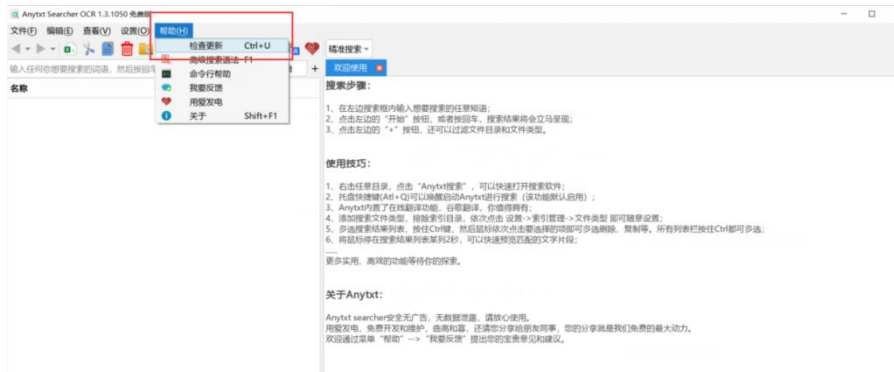 Anytxt Searcher OCR 1.3.1050 免费版
文件(F) 编辑(E) 查看(V) 设置(O) 帮助(H)
检查更新 Ctrl+U
精准搜索
高级搜索语法 F1
输入任何你想要搜索的词语，然后按回车
+
欢迎使用
命令行帮助
名称
我要反馈
用爱发电
关于 Shift+F1
搜索步骤：
1、在左边搜索框内输入想要搜索的任意短语；
2、点击左边的“开始”按钮，或者按回车，搜索结果将会立马呈现；
3、点击左边的“+”按钮，还可以过滤文件目录和文件类型。
使用技巧：
1、右击任意目录，点击“Anytxt搜索”，可以快速打开搜索软件；
2、托盘快捷键(Atl+Q)可以唤醒启动Anytxt进行搜索（该功能默认启用）；
3、Anytxt内置了在线翻译功能，谷歌翻译，你值得拥有；
4、添加搜索文件类型，排除索引目录，依次点击 设置->索引管理->文件类型 即可随意设置；
5、多选搜索结果列表，按住Ctrl键，然后鼠标依次点击要选择的项即可多选删除、复制等。所有列表栏按住Ctrl都可多选；
6、将鼠标停在搜索结果列表某列2秒，可以快速预览匹配的文字片段；
......
更多实用、高效的功能等待你的探索。
关于Anytxt：
Anytxt searcher安全无广告，无数据泄露，请放心使用。
用爱发电，免费开发和维护，曲高和寡，还请您分享给朋友同事，您的分享就是我们免费的最大动力。
欢迎通过菜单“帮助”-->“我要反馈”提出您的宝贵意见和建议。